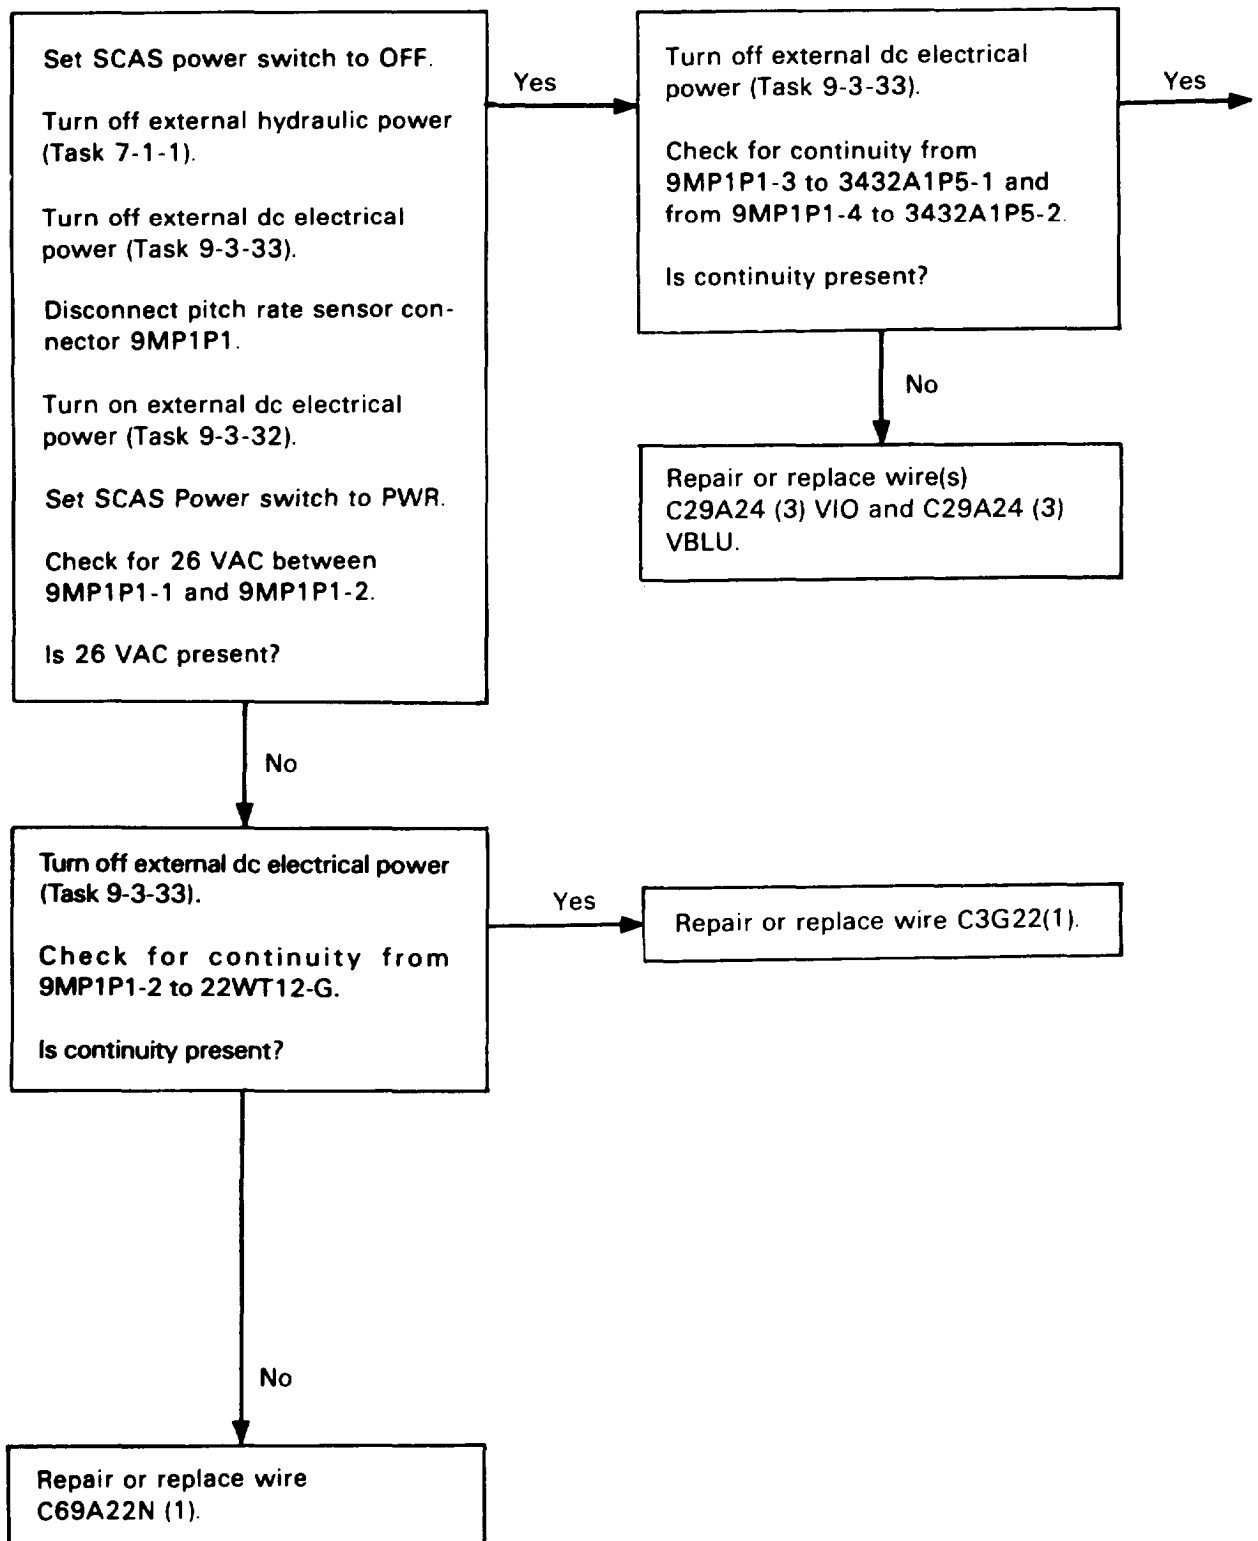 Set SCAS power switch to OFF.
Turn off external hydraulic power
(Task 7-1-1).
Turn off external dc electrical
power (Task 9-3-33).
Disconnect pitch rate sensor con-
nector 9MP1P1.
Turn on external dc electrical
power (Task 9-3-32).
Set SCAS Power switch to PWR.
Check for 26 VAC between
9MP1P1-1 and 9MP1P1-2.
Is 26 VAC present?
Yes
Turn off external dc electrical
power (Task 9-3-33).
Check for continuity from
9MP1P1-3 to 3432A1P5-1 and
from 9MP1P1-4 to 3432A1P5-2.
Is continuity present?
Yes
No
Repair or replace wire(s)
C29A24 (3) VIO and C29A24 (3)
VBLU.
No
Turn off external dc electrical power
(Task 9-3-33).
Check for continuity from
9MP1P1-2 to 22WT12-G.
Is continuity present?
Yes
Repair or replace wire C3G22(1).
No
Repair or replace wire
C69A22N (1).